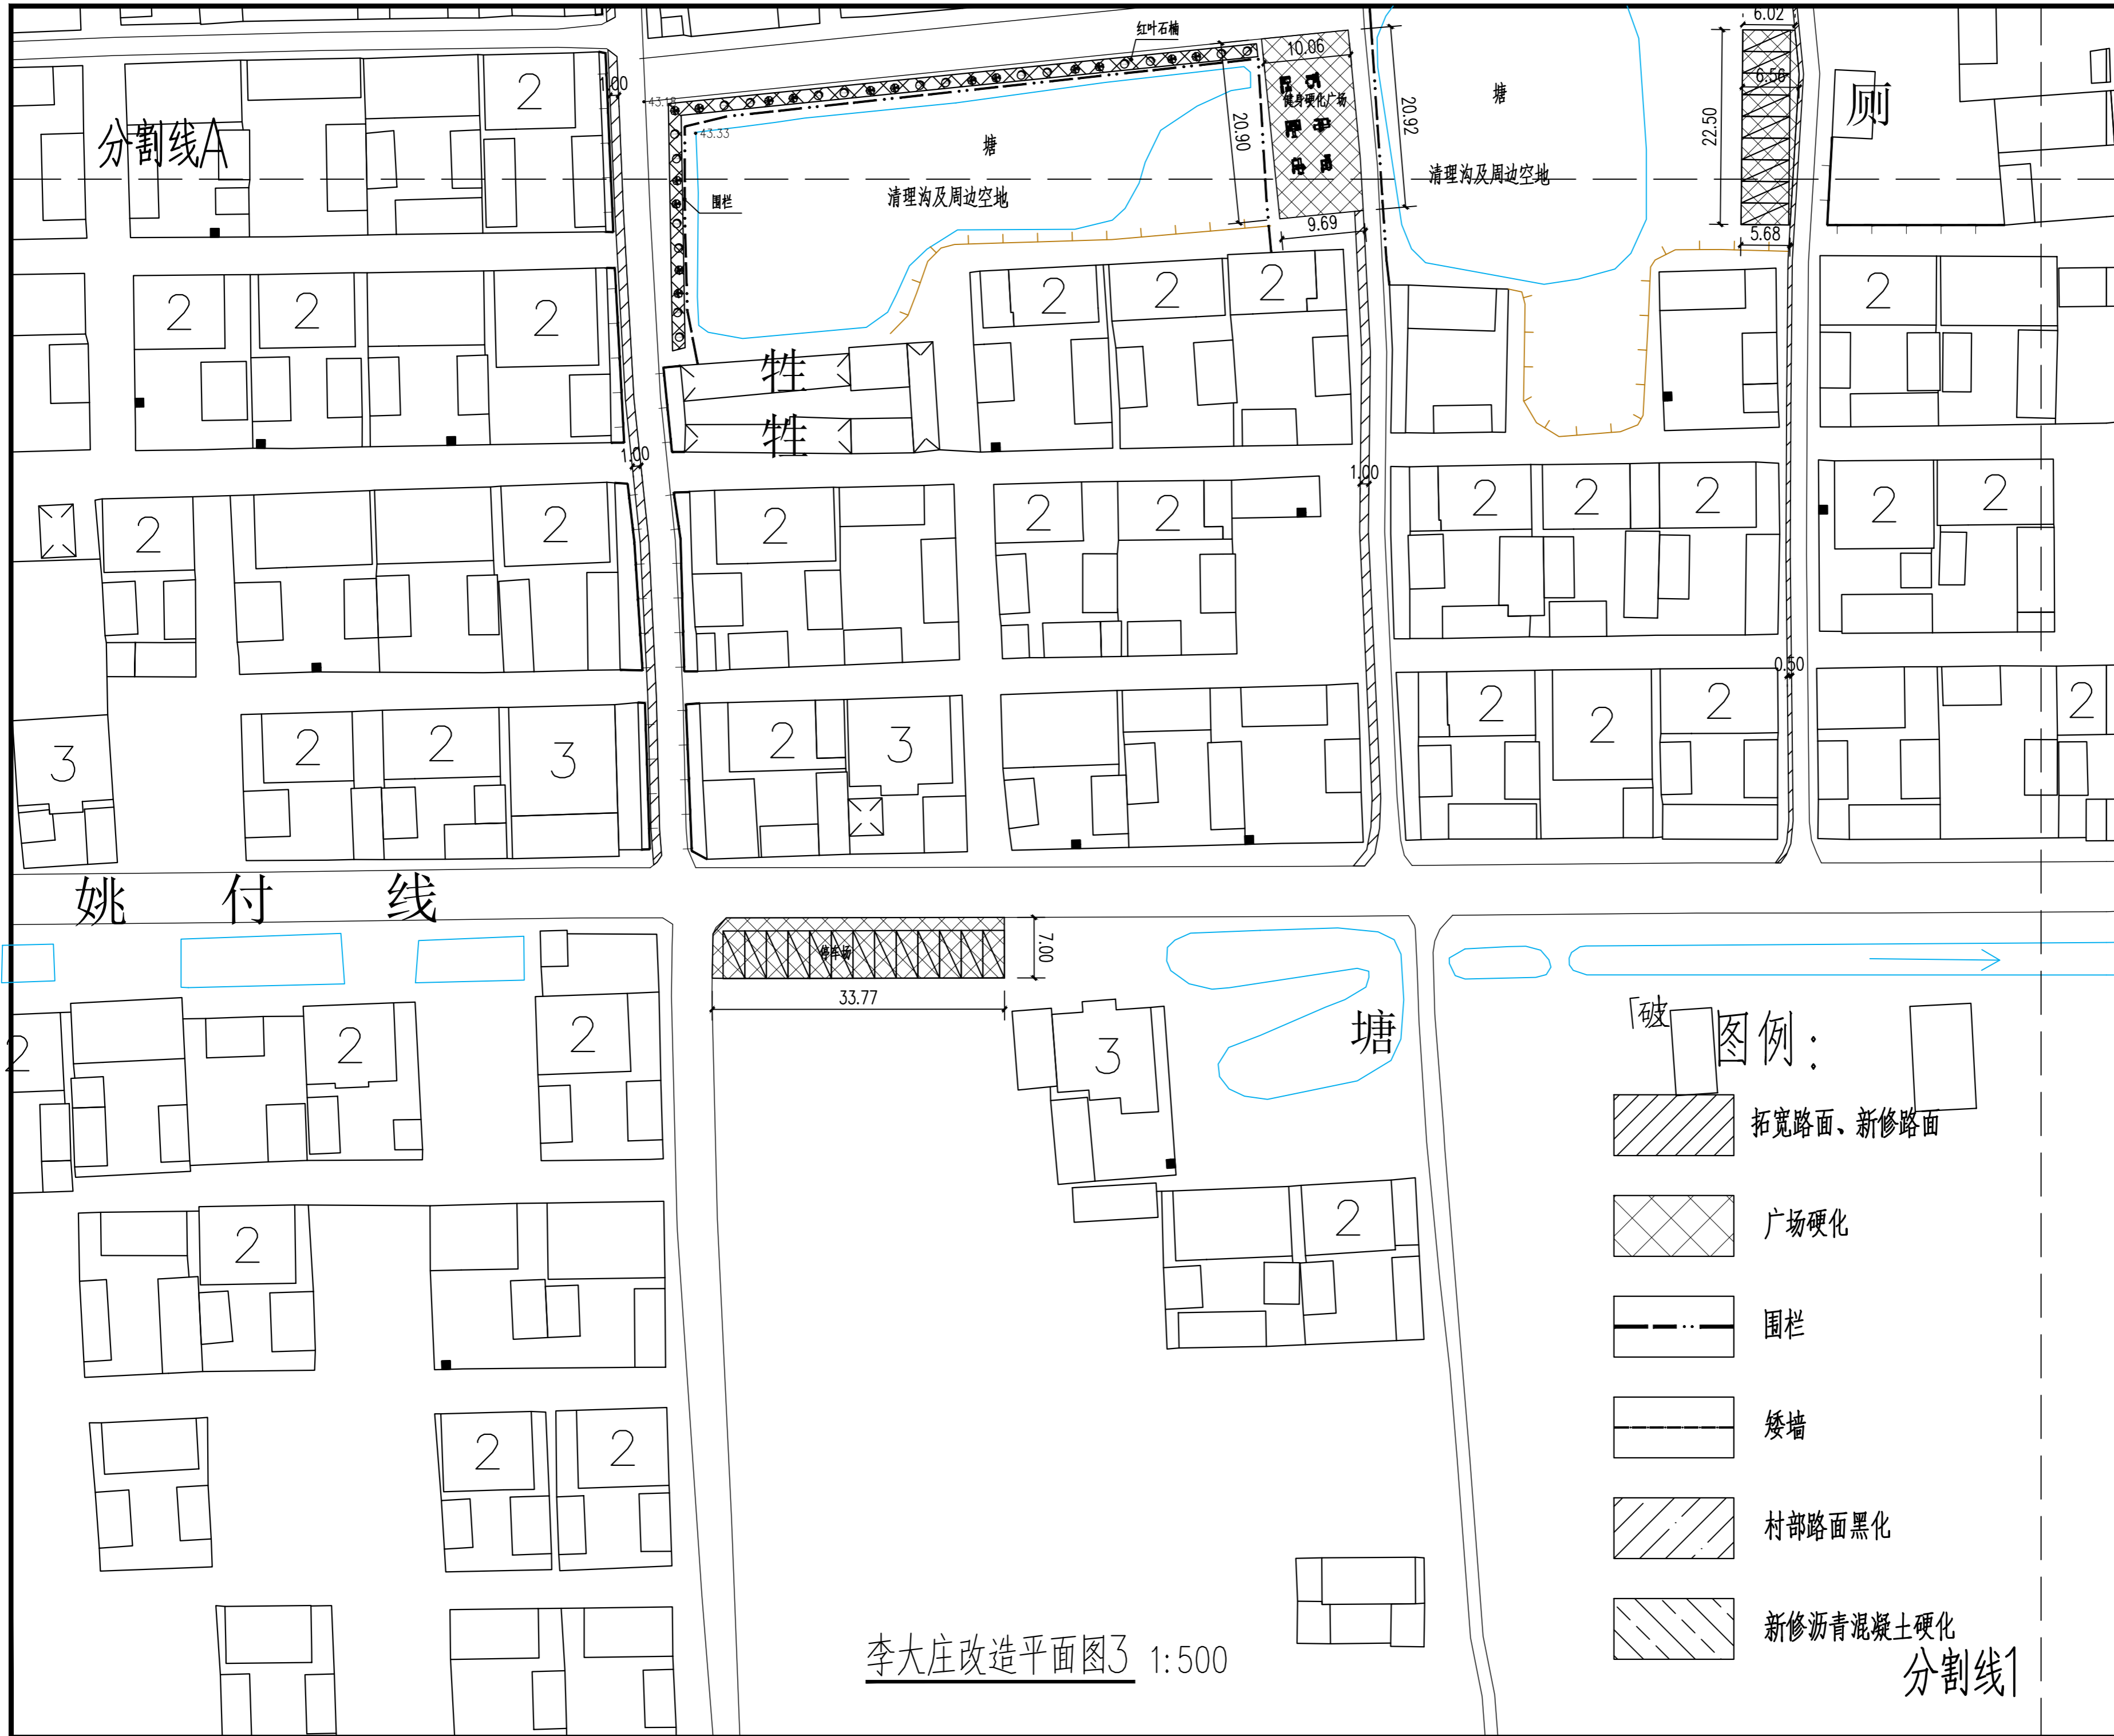 6.02
红叶石楠
10.06
2
1.00
43.18
6.56
塘
厕
健身硬化广场
20.92
分割线A
43.33
塘
20.90
22.50
清理沟及周边空地
围栏
清理沟及周边空地
9.69
5.68
2
2
2
2
2
2
2
牲
牲
1.00
1.00
2
2
2
2
2
2
2
2
2
2
0.50
3
2
2
3
2
3
2
2
2
2
姚付线
停车场
7.00
33.77
2
2
2
3
塘
破
图例：
拓宽路面、新修路面
2
2
广场硬化
围栏
2
2
矮墙
村部路面黑化
新修沥青混凝土硬化
李大庄改造平面图3 1:500
分割线1